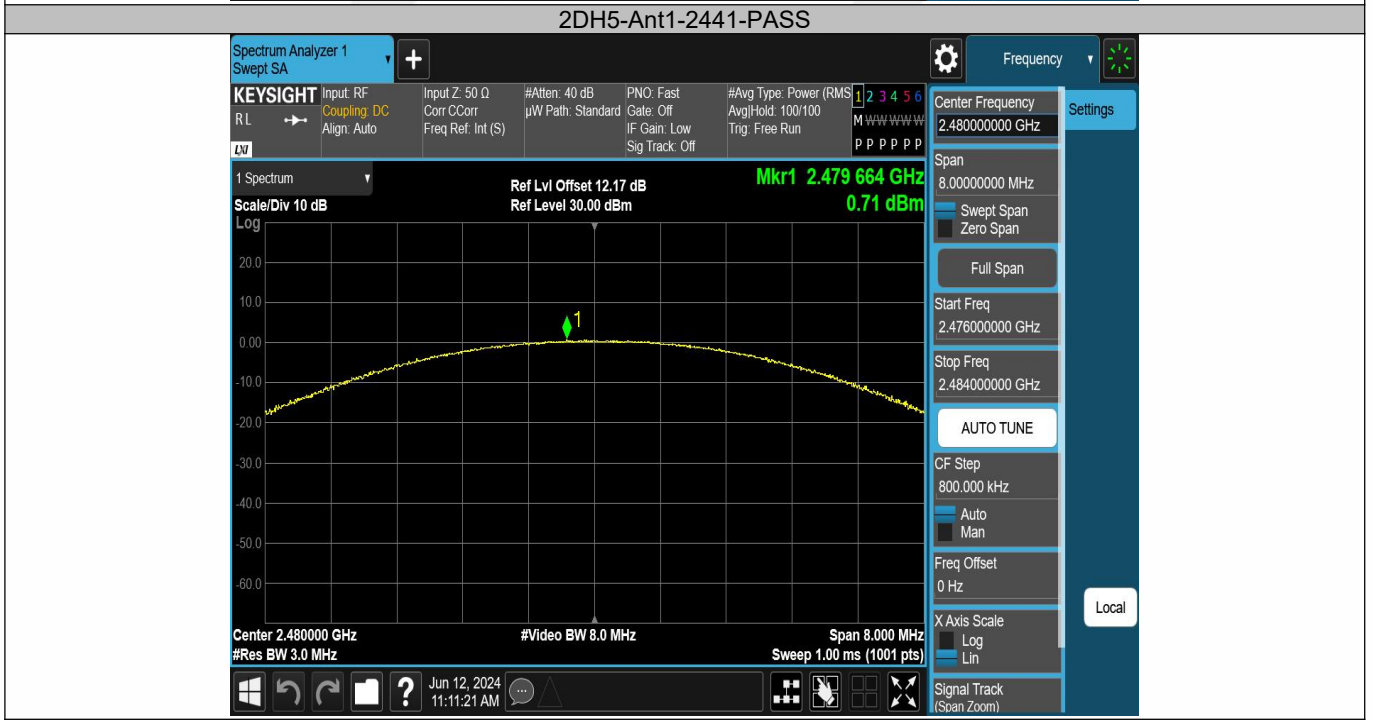 2DH5-Ant1-2441-PASS
Spectrum Analyzer 1
Swept SA
Frequency
KEYSIGHT
RL
LXI
Input: RF
Coupling: DC
Align: Auto
Input Z: 50 Ω
Corr CCorr
Freq Ref: Int (S)
#Atten: 40 dB
µW Path: Standard
PNO: Fast
Gate: Off
IF Gain: Low
Sig Track: Off
#Avg Type: Power (RMS
Avg|Hold: 100/100
Trig: Free Run
1 2 3 4 5 6
M W W W W W
P P P P P P
1 Spectrum
Scale/Div 10 dB
Log
Ref Lvl Offset 12.17 dB
Ref Level 30.00 dBm
Mkr1 2.479 664 GHz
0.71 dBm
20.0
10.0
1
0.00
-10.0
-20.0
-30.0
-40.0
-50.0
-60.0
Center 2.480000 GHz
#Res BW 3.0 MHz
#Video BW 8.0 MHz
Span 8.000 MHz
Sweep 1.00 ms (1001 pts)
Jun 12, 2024
11:11:21 AM
Center Frequency
2.480000000 GHz
Settings
Span
8.00000000 MHz
Swept Span
Zero Span
Full Span
Start Freq
2.476000000 GHz
Stop Freq
2.484000000 GHz
AUTO TUNE
CF Step
800.000 kHz
Auto
Man
Freq Offset
0 Hz
Local
X Axis Scale
Log
Lin
Signal Track
(Span Zoom)